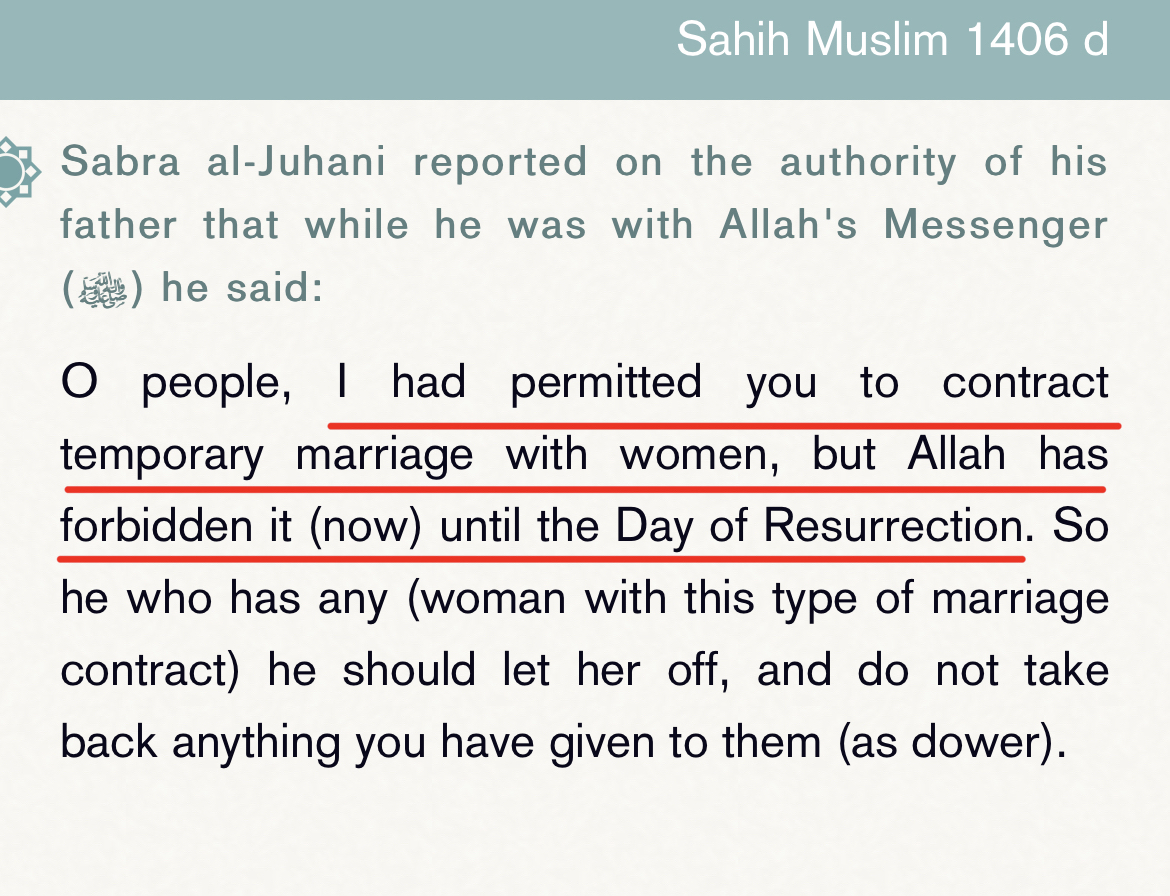 Sahih Muslim 1406 d
Sabra al-Juhani reported on the authority of his
father that while he was with Allah's Messenger
(ﷺ) he said:
O people, I had permitted you to contract
temporary marriage with women, but Allah has
forbidden it (now) until the Day of Resurrection. So
he who has any (woman with this type of marriage
contract) he should let her off, and do not take
back anything you have given to them (as dower).